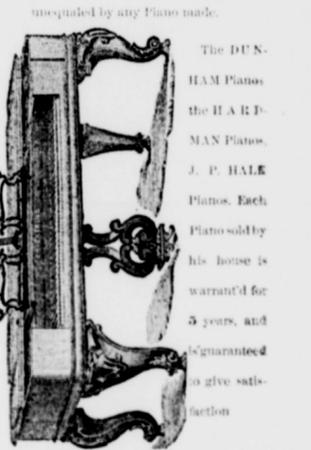 unequaled by any Piano made.
The DUN-
HAM Pianos
the HARD-
MAN Pianos.
J. P. HALE
Pianos. Each
Piano sold by
his house is
warrant'd for
5 years, and
is guaranteed
to give satis-
faction